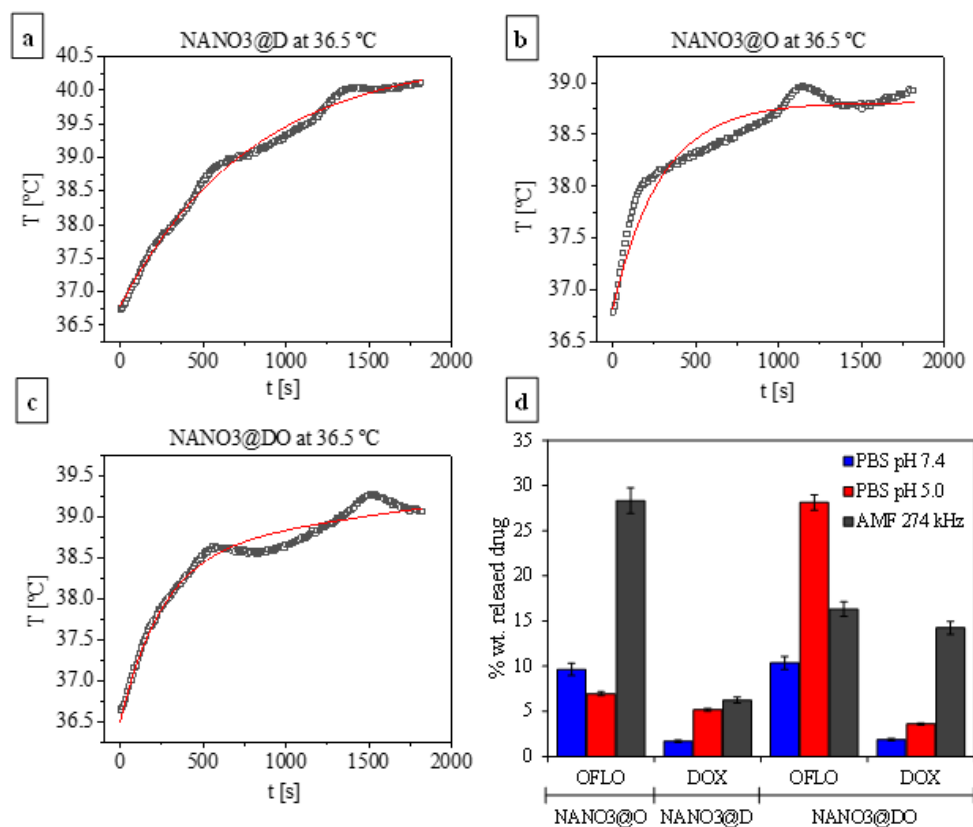 a
NANO3@D at 36.5 °C
40.5
40.0
39.5
39.0
38.5
38.0
37.5
37.0
36.5
T [°C]
0
500
1000
1500
2000
t [s]
b
NANO3@O at 36.5 °C
39.0
38.5
38.0
37.5
37.0
36.5
T [°C]
0
500
1000
1500
2000
t [s]
c
NANO3@DO at 36.5 °C
39.5
39.0
38.5
38.0
37.5
37.0
36.5
T [°C]
0
500
1000
1500
2000
t [s]
d
35
30
25
20
15
10
5
0
% wt. releaed drug
PBS pH 7.4
PBS pH 5.0
AMF 274 kHz
OFLO DOX OFLO DOX
NANO3@O NANO3@D NANO3@DO